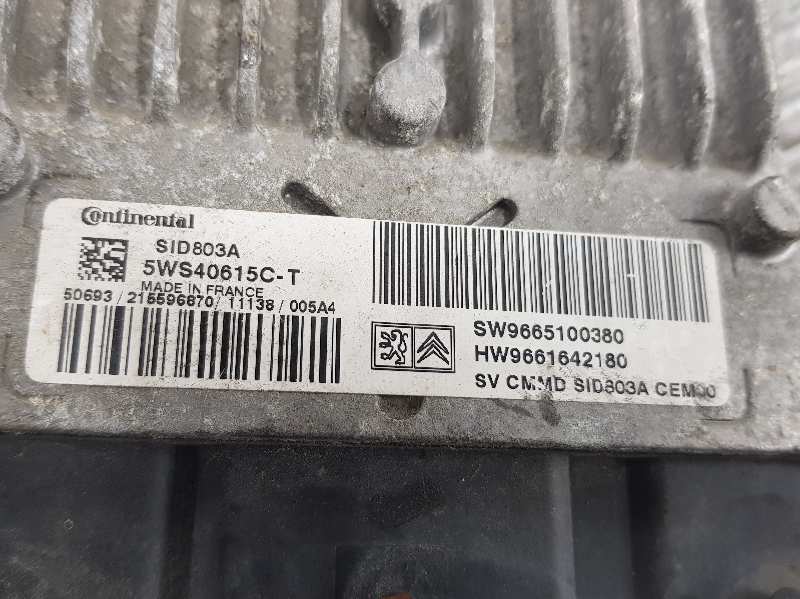 Continental
SID803A
5WS40615C-T
MADE IN FRANCE
50693/215596870/11138/005A4
SW9665100380
HW9661642180
SV CMMD SID803A CEM00